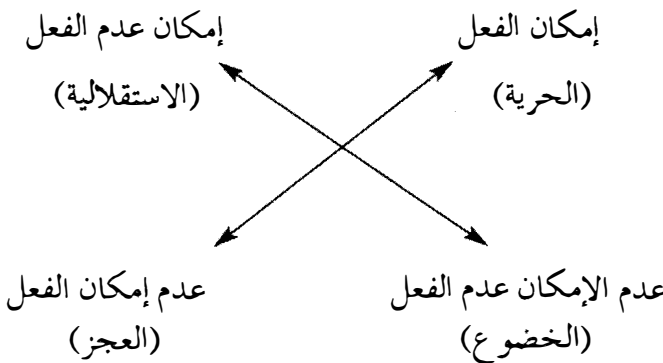 إمكان الفعل
إمكان عدم الفعل
(الحرية)
(الاستقلالية)
عدم الإمكان عدم الفعل
عدم إمكان الفعل
(الخضوع)
(العجز)